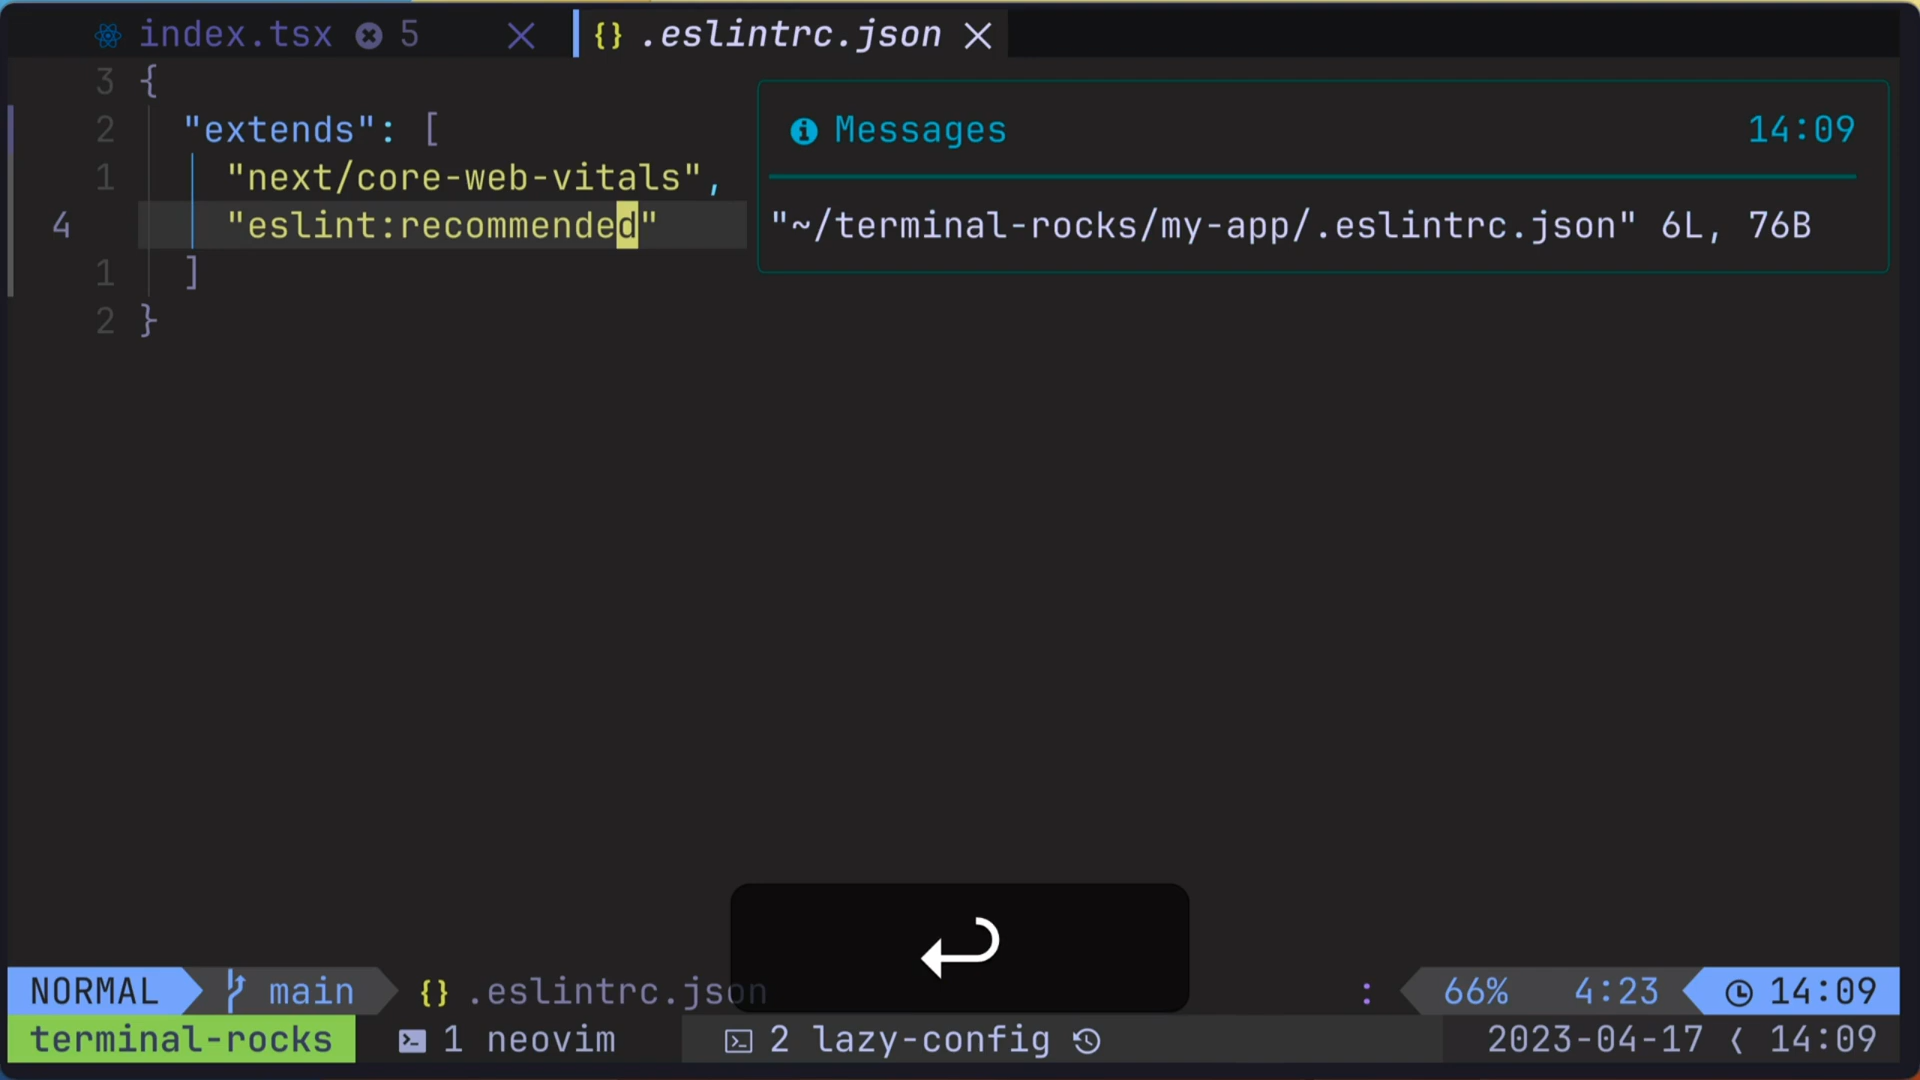 index.tsx 5 .eslintrc.json
3 {
2 "extends": [
1 "next/core-web-vitals",
4 "eslint:recommended"
1 ]
2 }
Messages 14:09
"~/terminal-rocks/my-app/.eslintrc.json" 6L, 76B
NORMAL main {} .eslintrc.json : 66% 4:23 14:09
terminal-rocks 1 neovim 2 lazy-config 2023-04-17 ⟨ 14:09